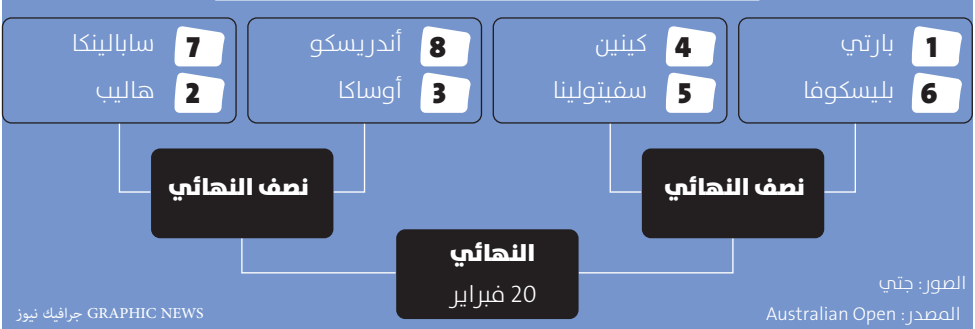 1 بارتي
6 بليسكوفا
4 كينين
5 سفيتولينا
8 أندريسكو
3 أوساكا
7 سابالينكا
2 هاليب
نصف النهائي
نصف النهائي
النهائي
20 فبراير
الصور: جتي
المصدر: Australian Open
GRAPHIC NEWS جرافيك نيوز